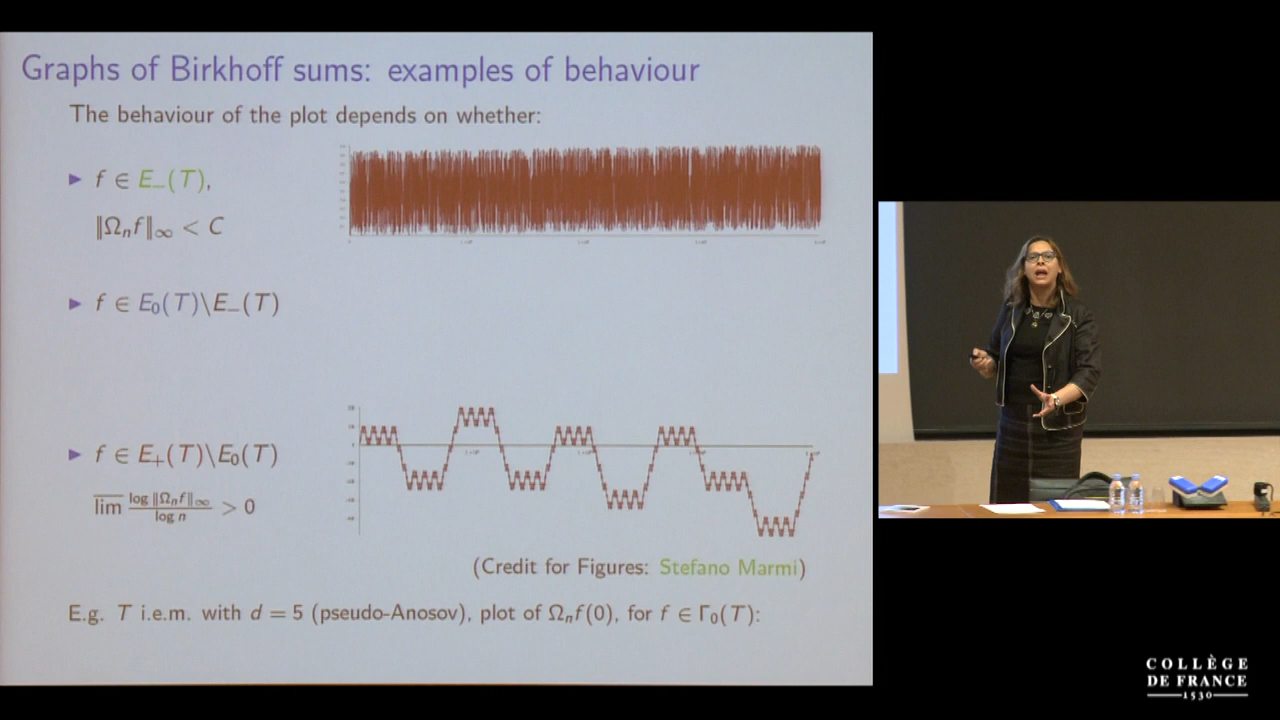 Graphs of Birkhoff sums: examples of behaviour
The behaviour of the plot depends on whether:
▶ f ∈ E₋(T),
‖Ωₙf‖∞ < C
▶ f ∈ E₀(T)\E₋(T)
▶ f ∈ E₊(T)\E₀(T)
lim̅ log ‖Ωₙf‖∞ / log n > 0
(Credit for Figures: Stefano Marmi)
E.g. T i.e.m. with d = 5 (pseudo-Anosov), plot of Ωₙf(0), for f ∈ Γ₀(T):
COLLÈGE
DE FRANCE
1530